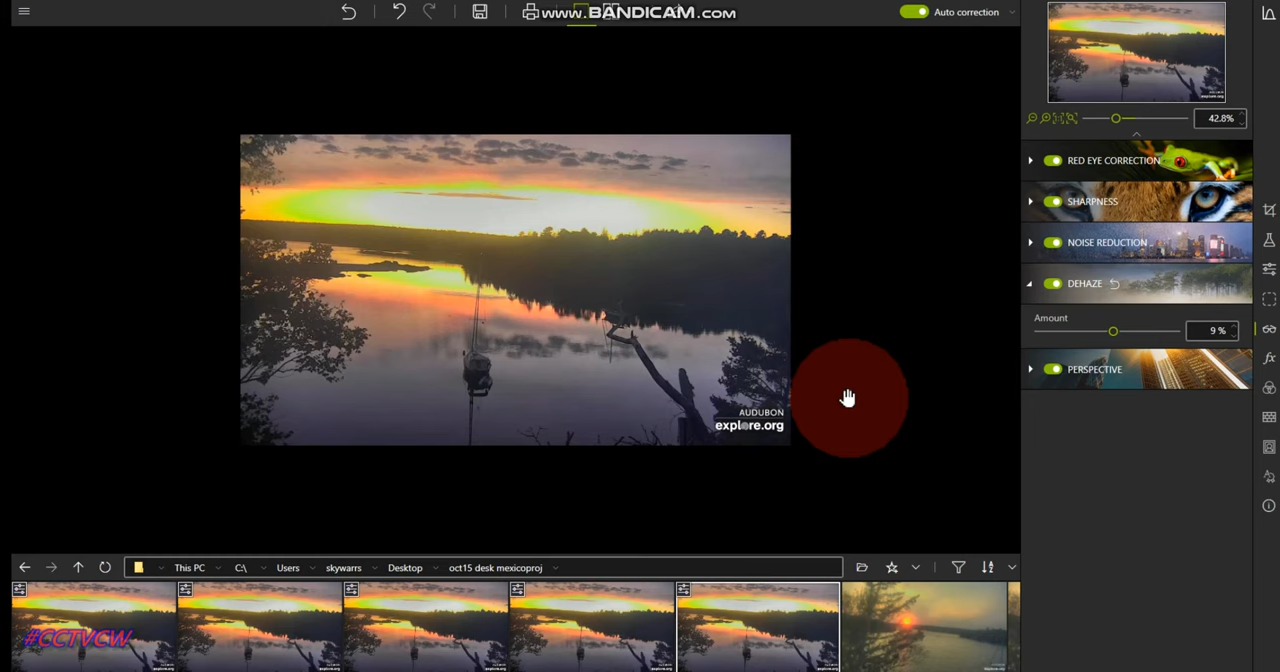 www.BANDICAM.com
Auto correction
42.8%
RED EYE CORRECTION
SHARPNESS
NOISE REDUCTION
DEHAZE
Amount
9 %
PERSPECTIVE
AUDUBON
explore.org
This PC
C:\
Users
skywarrs
Desktop
oct15 desk mexicoproj
#CCTVCW